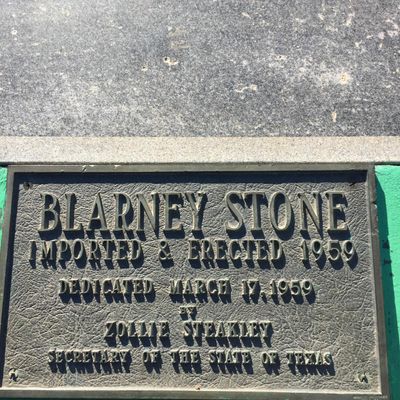 BLARNEY STONE
IMPORTED & ERECTED 1959
DEDICATED MARCH 17, 1959
BY
ZOLLIE STEAKLEY
SECRETARY OF THE STATE OF TEXAS